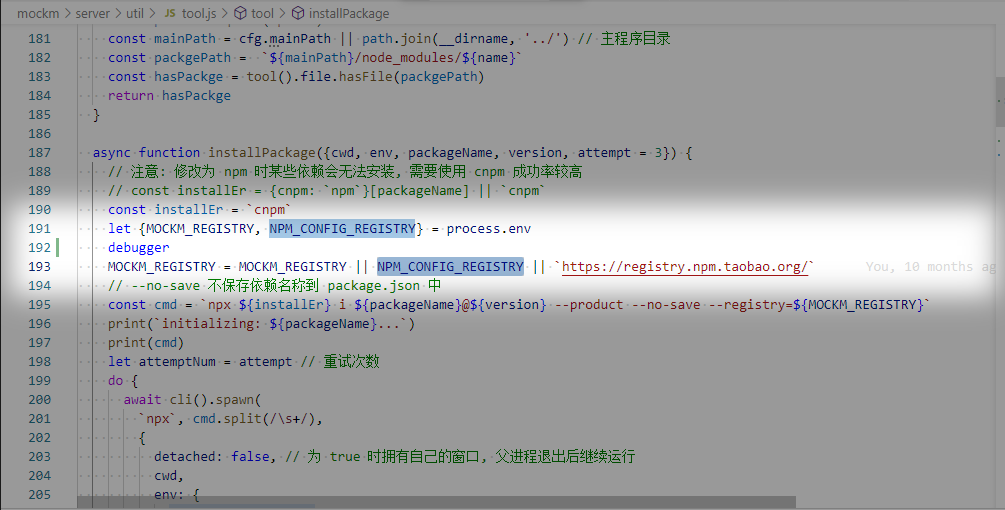 mockm > server > util > JS tool.js > tool > installPackage
181 const mainPath = cfg.mainPath || path.join(__dirname, '../') // 主程序目录
182 const packgePath = `${mainPath}/node_modules/${name}`
183 const hasPackge = tool().file.hasFile(packgePath)
184 return hasPackge
185 }
186
187 async function installPackage({cwd, env, packageName, version, attempt = 3}) {
188 // 注意: 修改为 npm 时某些依赖会无法安装, 需要使用 cnpm 成功率较高
189 // const installEr = {cnpm: `npm`}[packageName] || `cnpm`
190 const installEr = `cnpm`
191 let {MOCKM_REGISTRY, NPM_CONFIG_REGISTRY} = process.env
192 debugger
193 MOCKM_REGISTRY = MOCKM_REGISTRY || NPM_CONFIG_REGISTRY || `https://registry.npm.taobao.org/` You, 10 months ag
194 // --no-save 不保存依赖名称到 package.json 中
195 const cmd = `npx ${installEr} i ${packageName}@${version} --product --no-save --registry=${MOCKM_REGISTRY}`
196 print(`initializing: ${packageName}...`)
197 print(cmd)
198 let attemptNum = attempt // 重试次数
199 do {
200 await cli().spawn(
201 `npx`, cmd.split(/\s+/),
202 {
203 detached: false, // 为 true 时拥有自己的窗口, 父进程退出后继续运行
204 cwd,
205 env: {